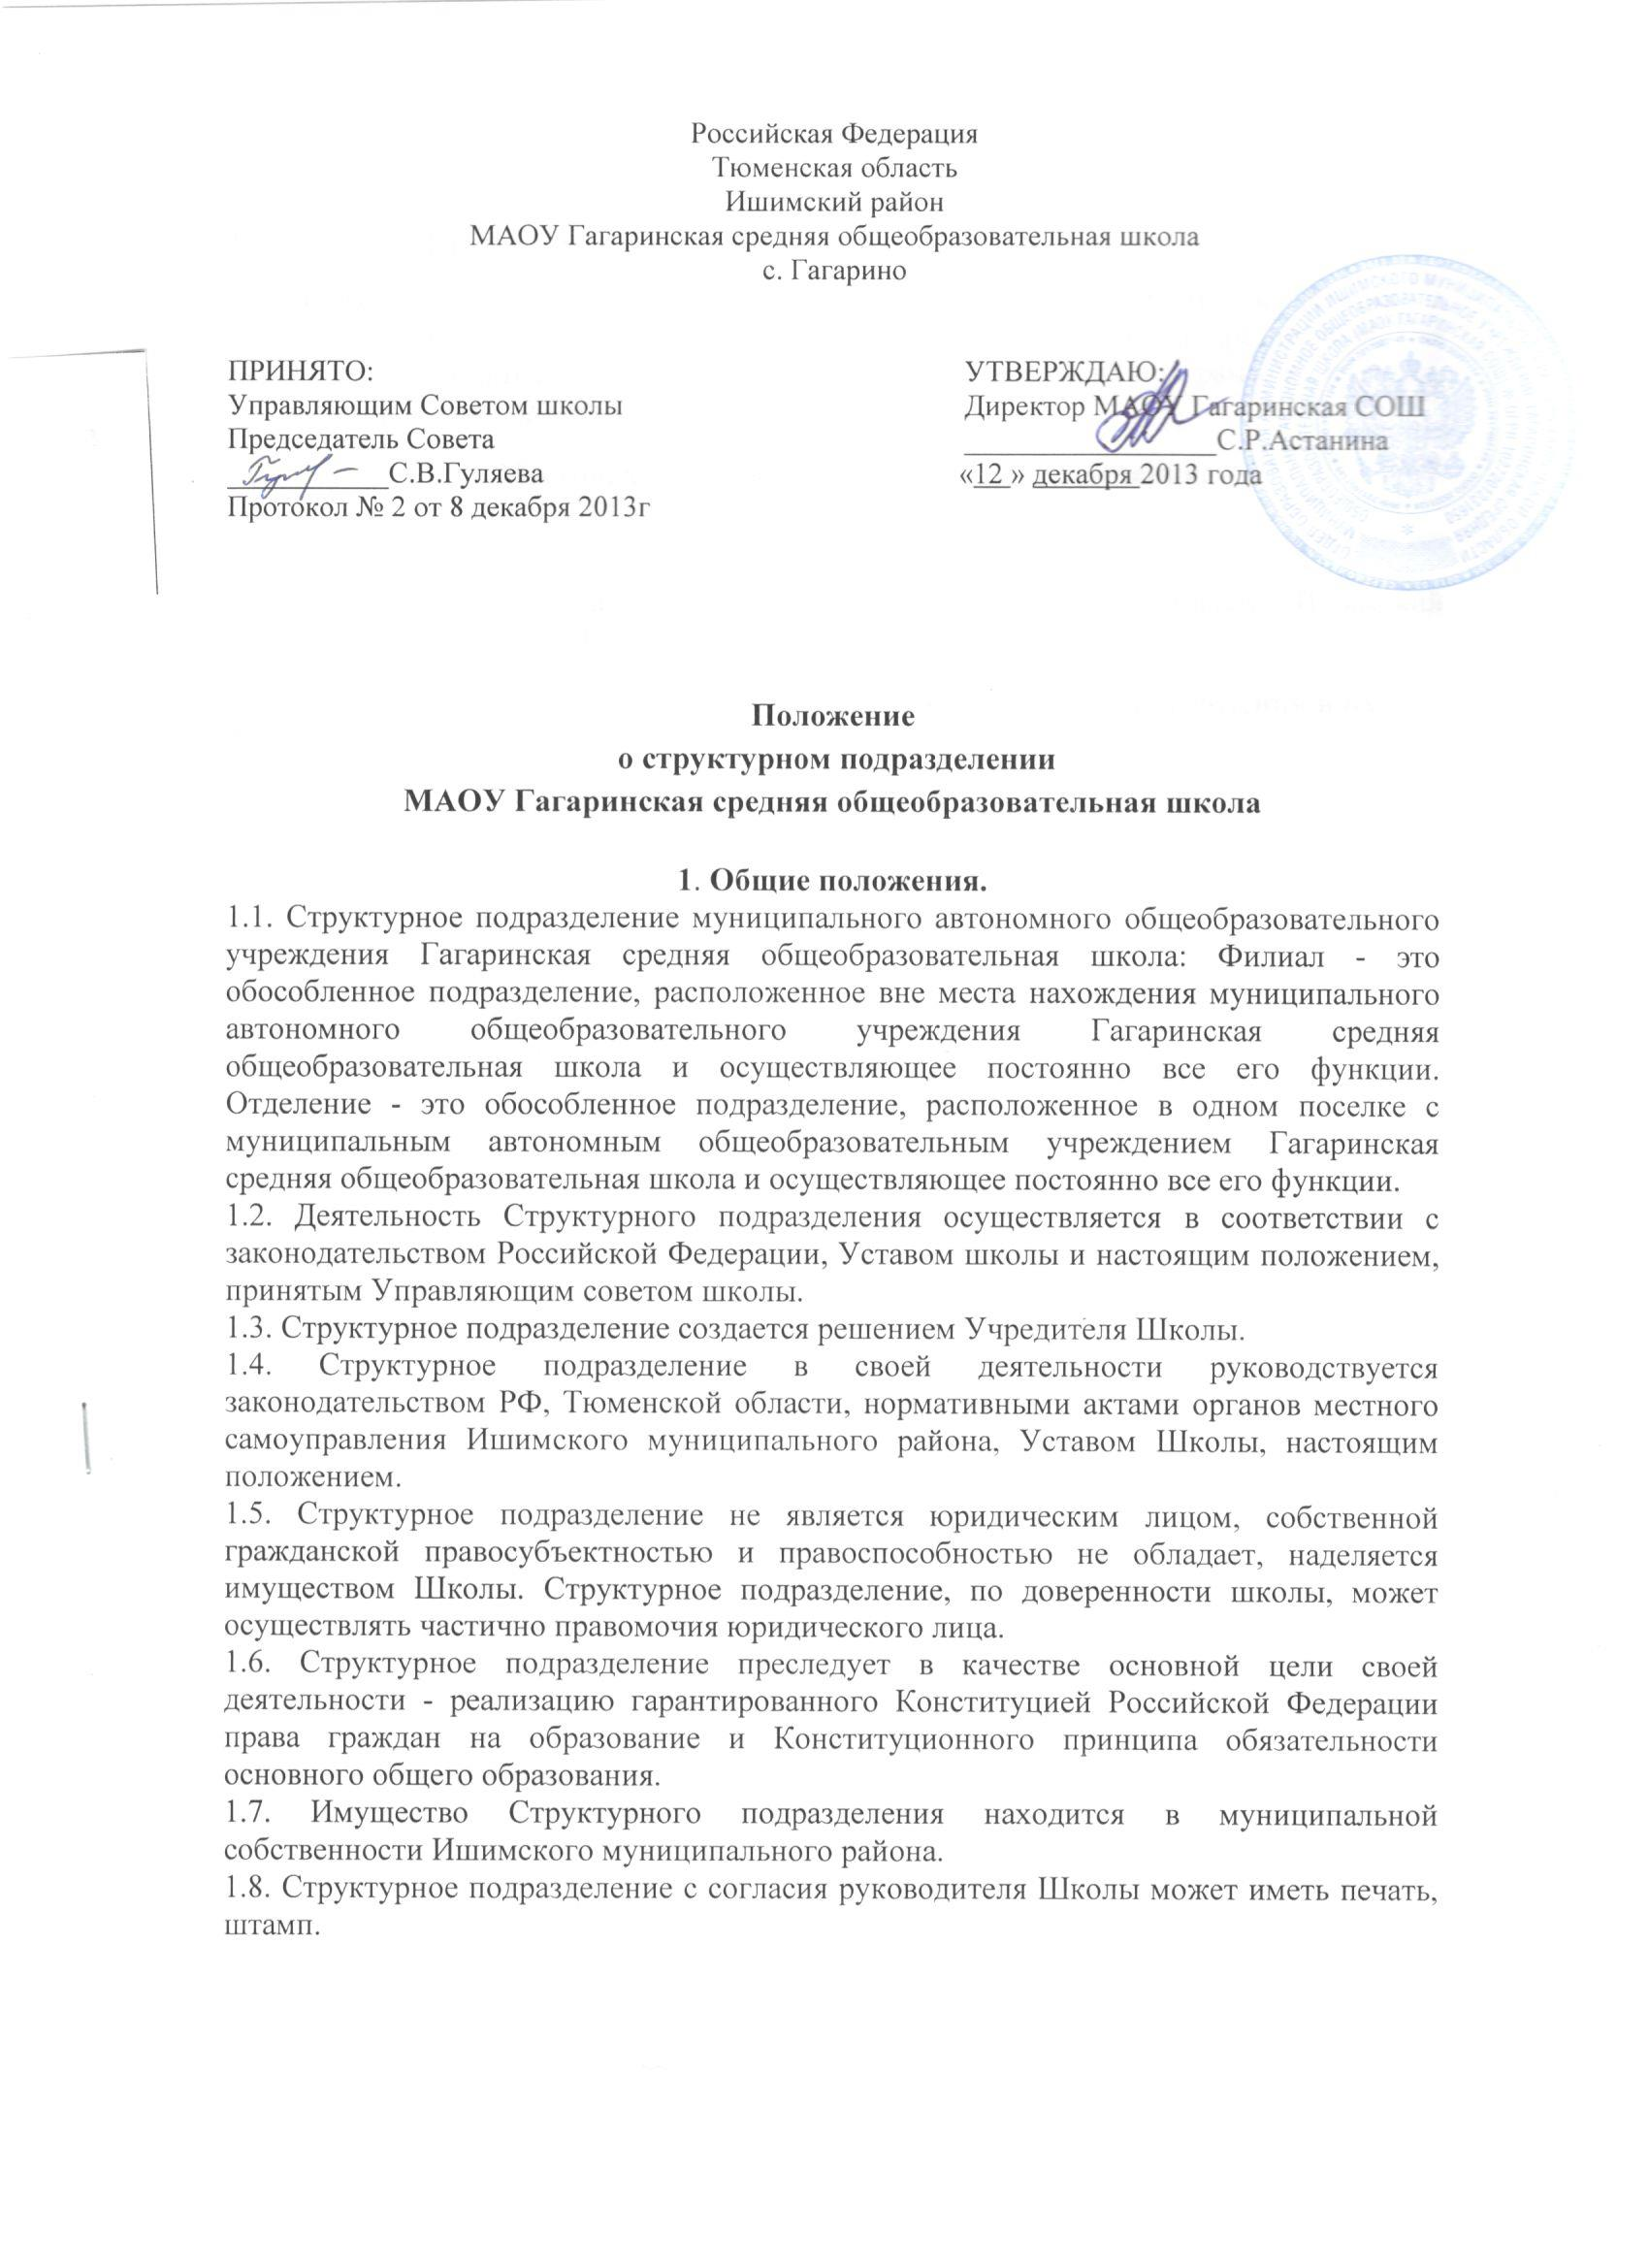 Российская Федерация
Тюменская область
Ишимский район
МАОУ Гагаринская средняя общеобразовательная школа
с. Гагарино
ПРИНЯТО:
Управляющим Советом школы
Председатель Совета
___________С.В.Гуляева
Протокол № 2 от 8 декабря 2013г
УТВЕРЖДАЮ:
Директор МАОУ Гагаринская СОШ
_________________С.Р.Астанина
«12 » декабря 2013 года
Положение
о структурном подразделении
МАОУ Гагаринская средняя общеобразовательная школа
1. Общие положения.
1.1. Структурное подразделение муниципального автономного общеобразовательного
учреждения Гагаринская средняя общеобразовательная школа: Филиал - это
обособленное подразделение, расположенное вне места нахождения муниципального
автономного общеобразовательного учреждения Гагаринская средняя
общеобразовательная школа и осуществляющее постоянно все его функции.
Отделение - это обособленное подразделение, расположенное в одном поселке с
муниципальным автономным общеобразовательным учреждением Гагаринская
средняя общеобразовательная школа и осуществляющее постоянно все его функции.
1.2. Деятельность Структурного подразделения осуществляется в соответствии с
законодательством Российской Федерации, Уставом школы и настоящим положением,
принятым Управляющим советом школы.
1.3. Структурное подразделение создается решением Учредителя Школы.
1.4. Структурное подразделение в своей деятельности руководствуется
законодательством РФ, Тюменской области, нормативными актами органов местного
самоуправления Ишимского муниципального района, Уставом Школы, настоящим
положением.
1.5. Структурное подразделение не является юридическим лицом, собственной
гражданской правосубъектностью и правоспособностью не обладает, наделяется
имуществом Школы. Структурное подразделение, по доверенности школы, может
осуществлять частично правомочия юридического лица.
1.6. Структурное подразделение преследует в качестве основной цели своей
деятельности - реализацию гарантированного Конституцией Российской Федерации
права граждан на образование и Конституционного принципа обязательности
основного общего образования.
1.7. Имущество Структурного подразделения находится в муниципальной
собственности Ишимского муниципального района.
1.8. Структурное подразделение с согласия руководителя Школы может иметь печать,
штамп.